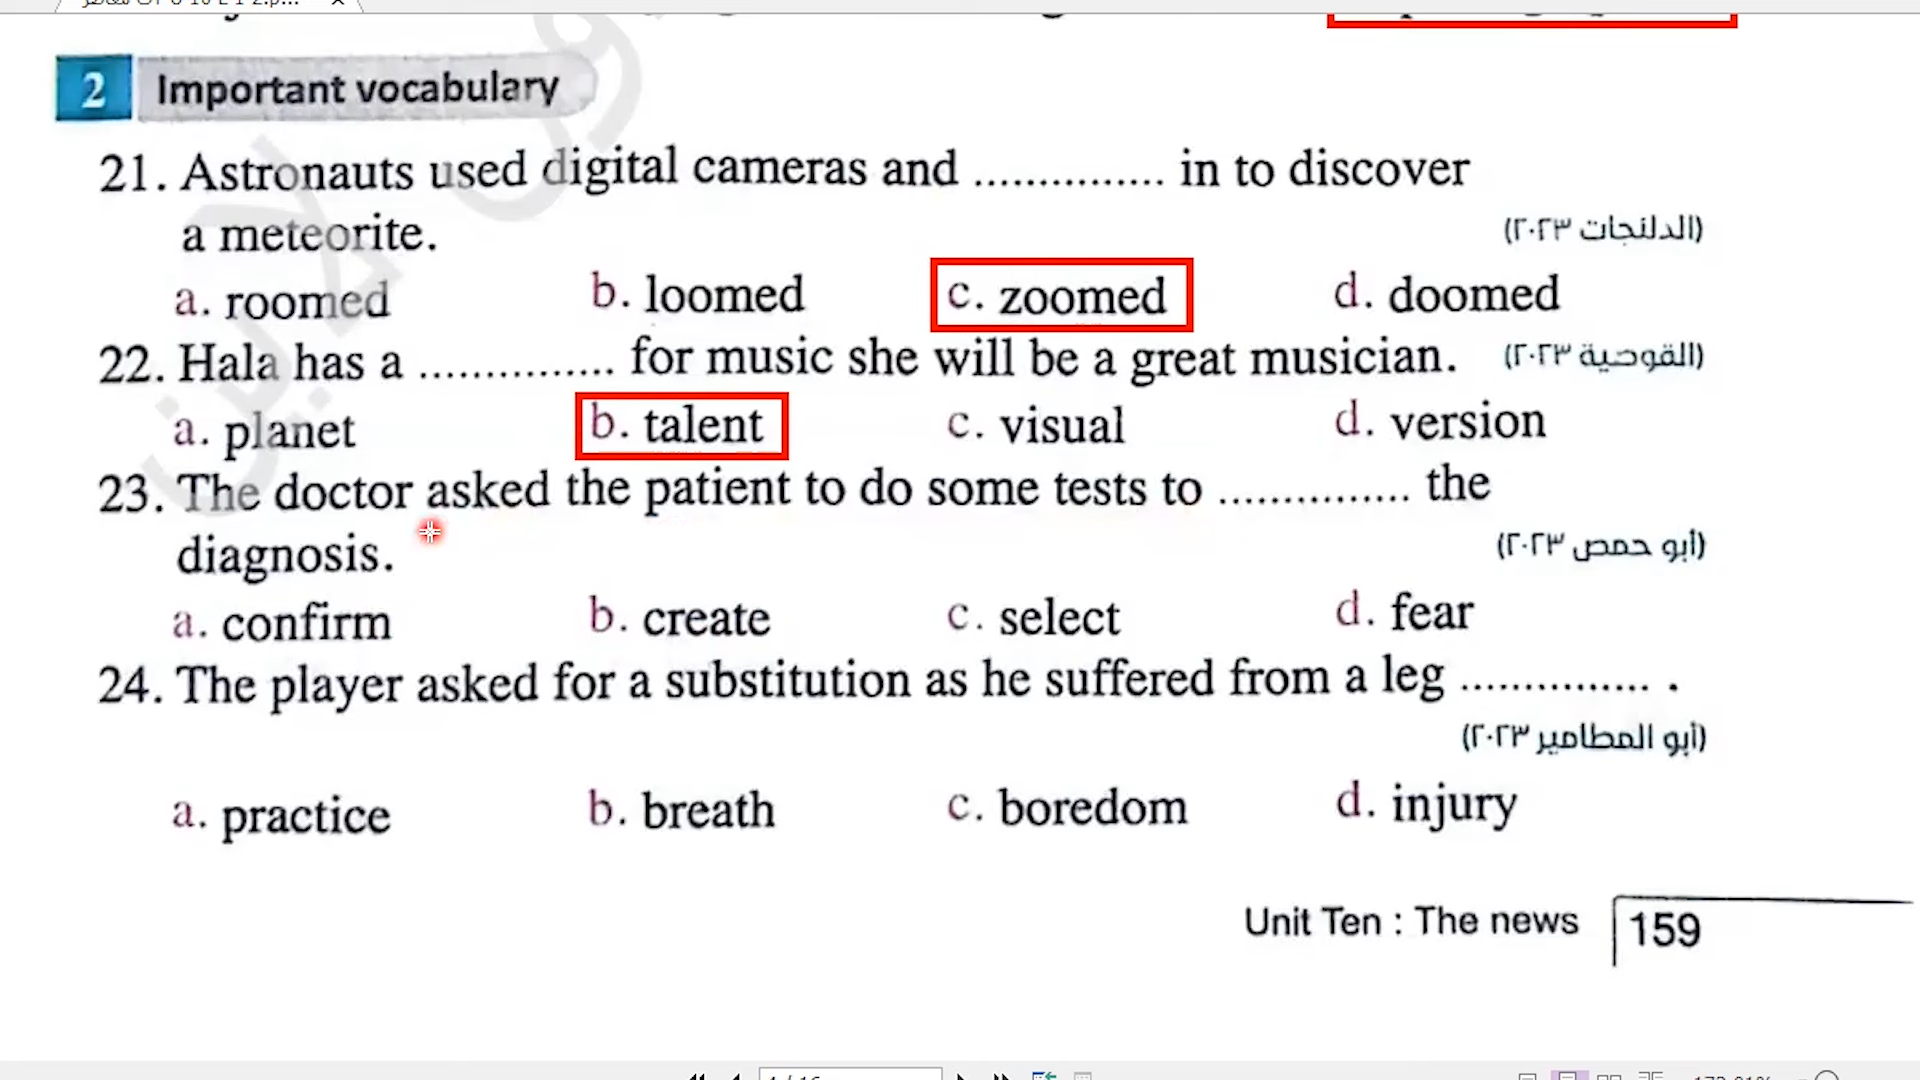 2 Important vocabulary
21. Astronauts used digital cameras and ............... in to discover
a meteorite.
(الدلنجات ٢٠٢٣)
a. roomed b. loomed c. zoomed d. doomed
22. Hala has a ............... for music she will be a great musician. (القوحية ٢٠٢٣)
a. planet b. talent c. visual d. version
23. The doctor asked the patient to do some tests to ............... the
diagnosis.
(أبو حمص ٢٠٢٣)
a. confirm b. create c. select d. fear
24. The player asked for a substitution as he suffered from a leg ............... .
(أبو المطامير ٢٠٢٣)
a. practice b. breath c. boredom d. injury
Unit Ten : The news 159